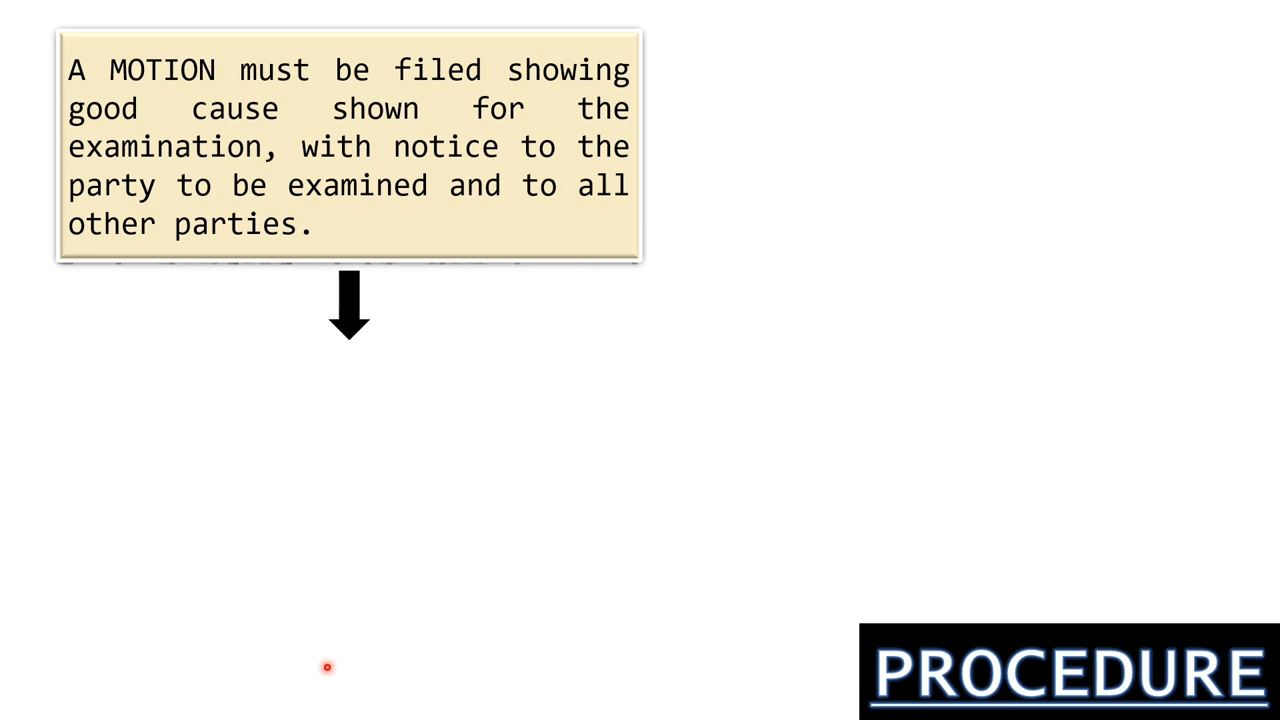 A MOTION must be filed showing
good cause shown for the
examination, with notice to the
party to be examined and to all
other parties.
PROCEDURE